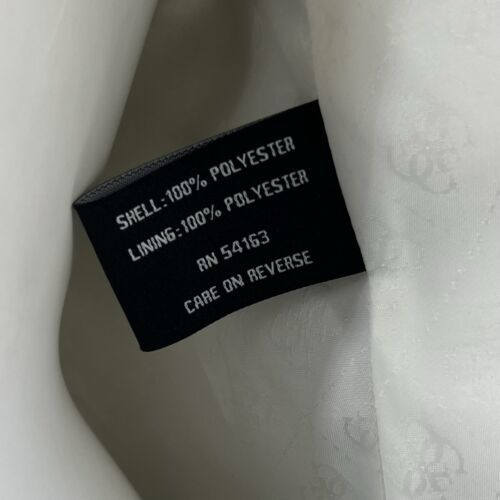 SHELL:100% POLYESTER
LINING:100% POLYESTER
RN 54163
CARE ON REVERSE